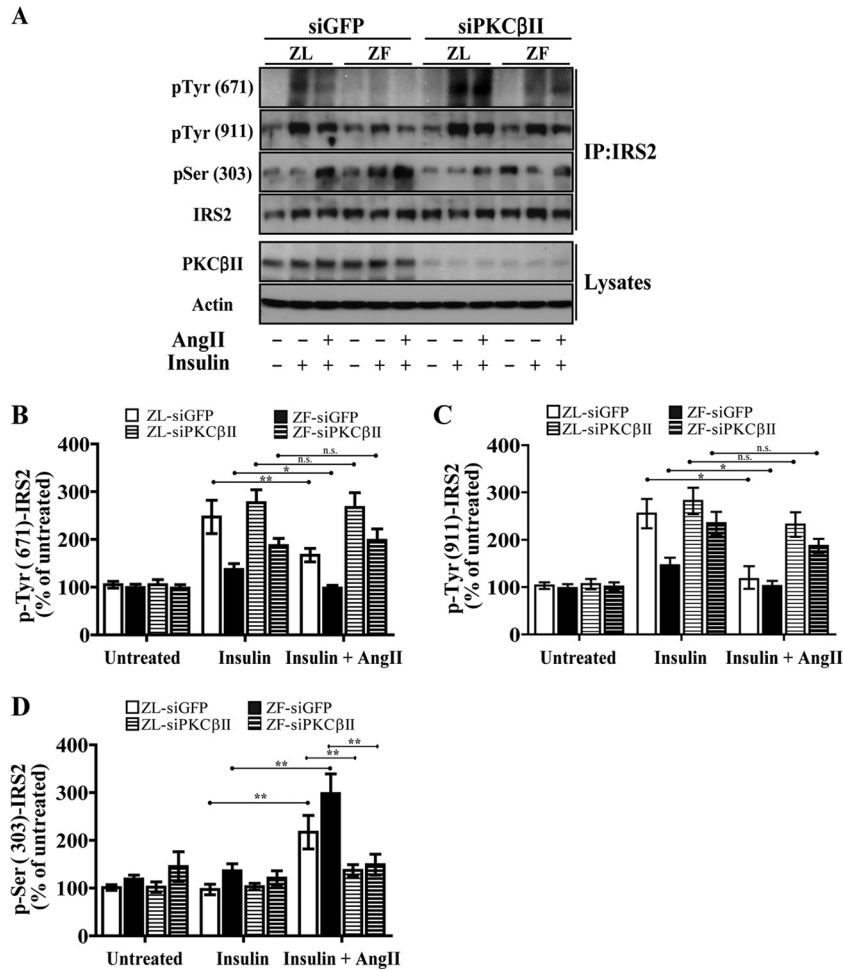 A
siGFP siPKCβII
ZL ZF ZL ZF
pTyr (671)
pTyr (911)
pSer (303)
IRS2
IP:IRS2
PKCβII
Actin
Lysates
AngII – – + – – + – – + – – +
Insulin – + + – + + – + + – + +
B
ZL-siGFP ZF-siGFP
ZL-siPKCβII ZF-siPKCβII
p-Tyr (671)-IRS2
(% of untreated)
400
300
200
100
0
n.s.
n.s.
*
**
Untreated Insulin Insulin + AngII
C
ZL-siGFP ZF-siGFP
ZL-siPKCβII ZF-siPKCβII
p-Tyr (911)-IRS2
(% of untreated)
400
300
200
100
0
n.s.
n.s.
*
*
Untreated Insulin Insulin + AngII
D
ZL-siGFP ZF-siGFP
ZL-siPKCβII ZF-siPKCβII
p-Ser (303)-IRS2
(% of untreated)
400
300
200
100
0
**
**
**
**
Untreated Insulin Insulin + AngII